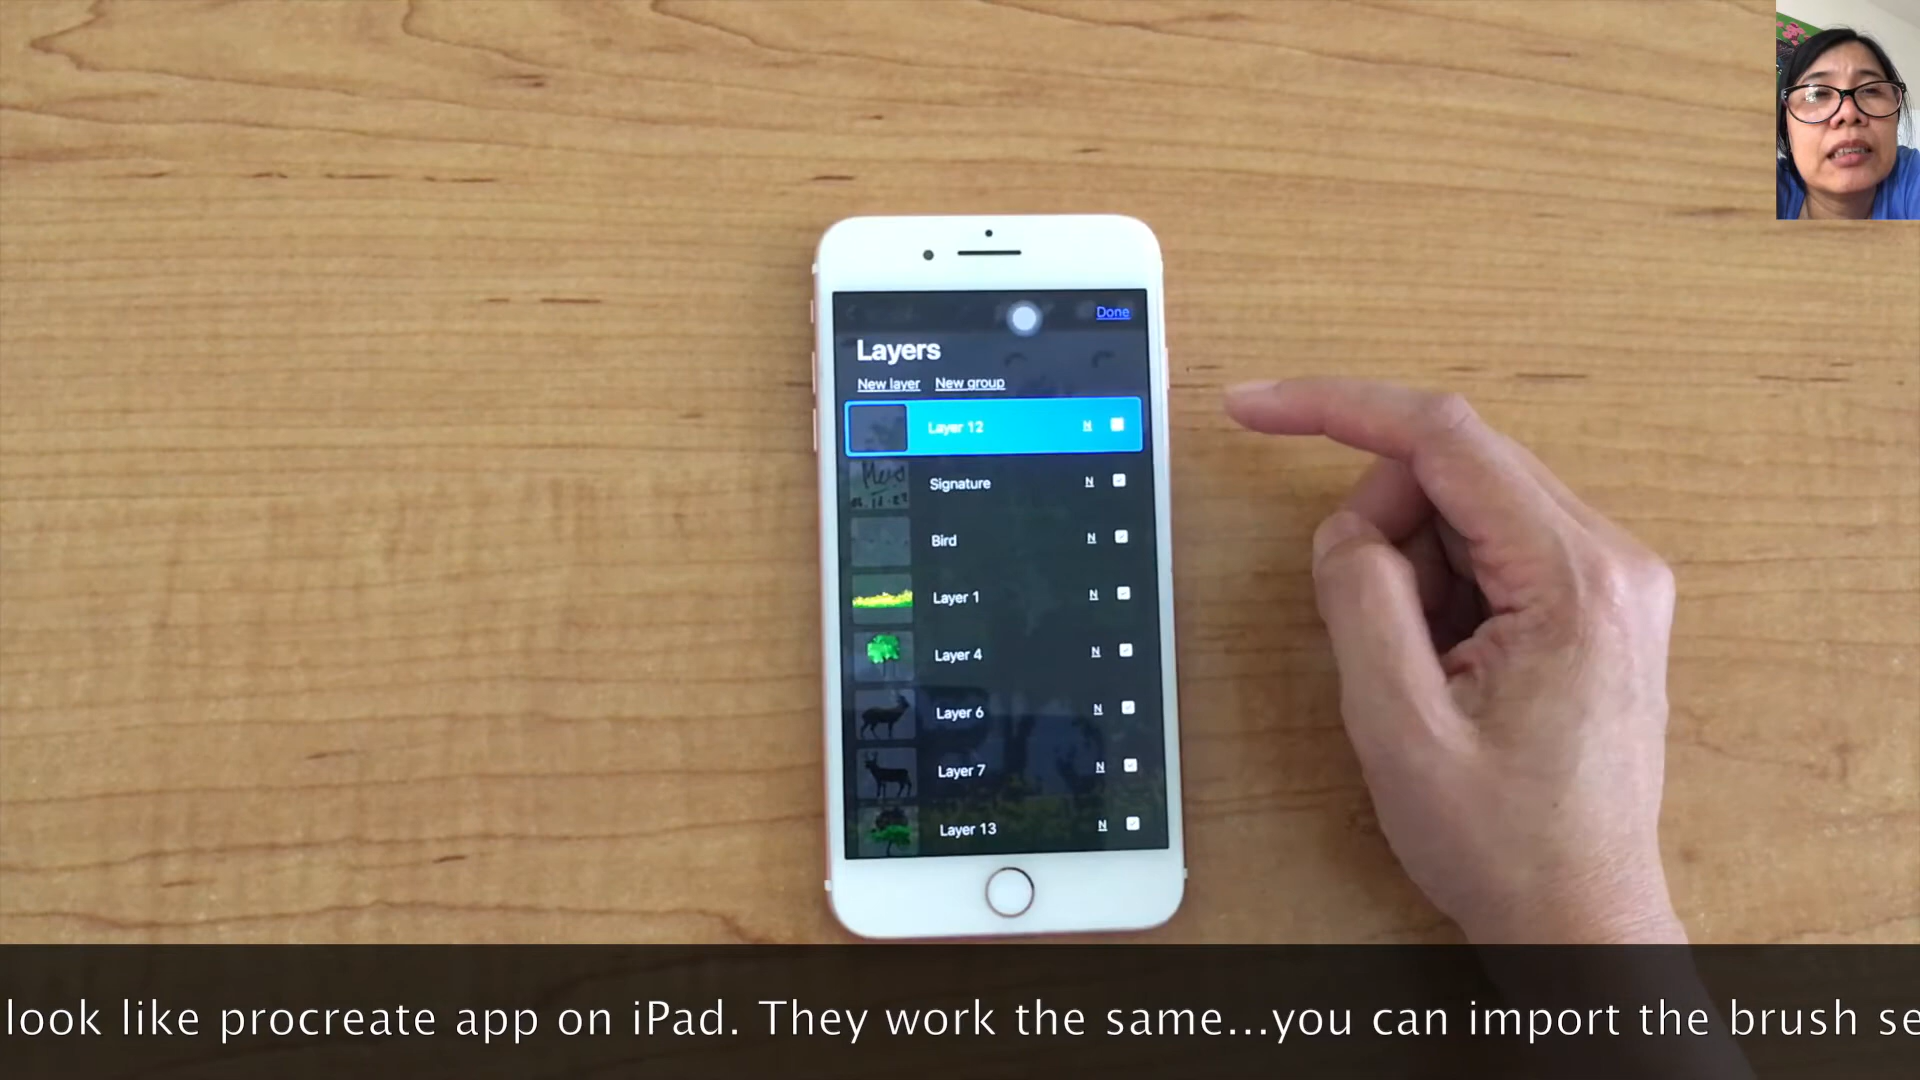 Done
Layers
New layer New group
Layer 12 N
Signature N
Bird N
Layer 1 N
Layer 4 N
Layer 6 N
Layer 7 N
Layer 13 N
look like procreate app on iPad. They work the same...you can import the brush se